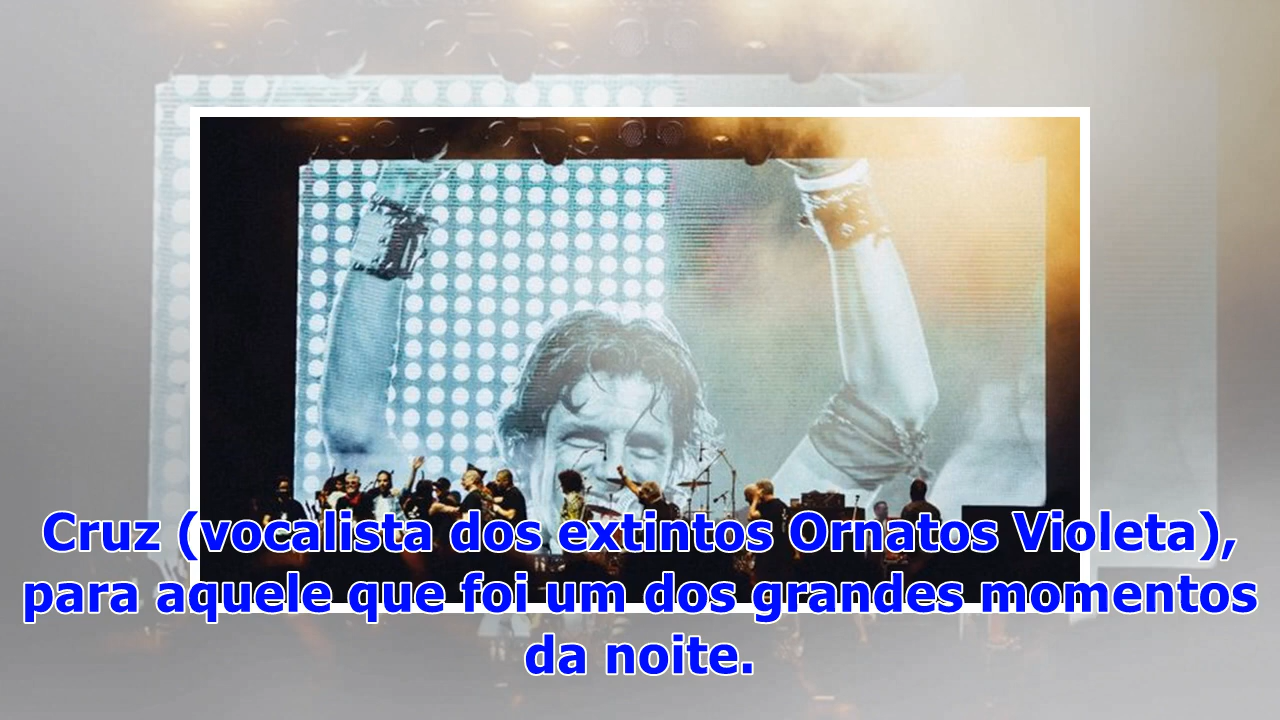 Cruz (vocalista dos extintos Ornatos Violeta),
para aquele que foi um dos grandes momentos
da noite.